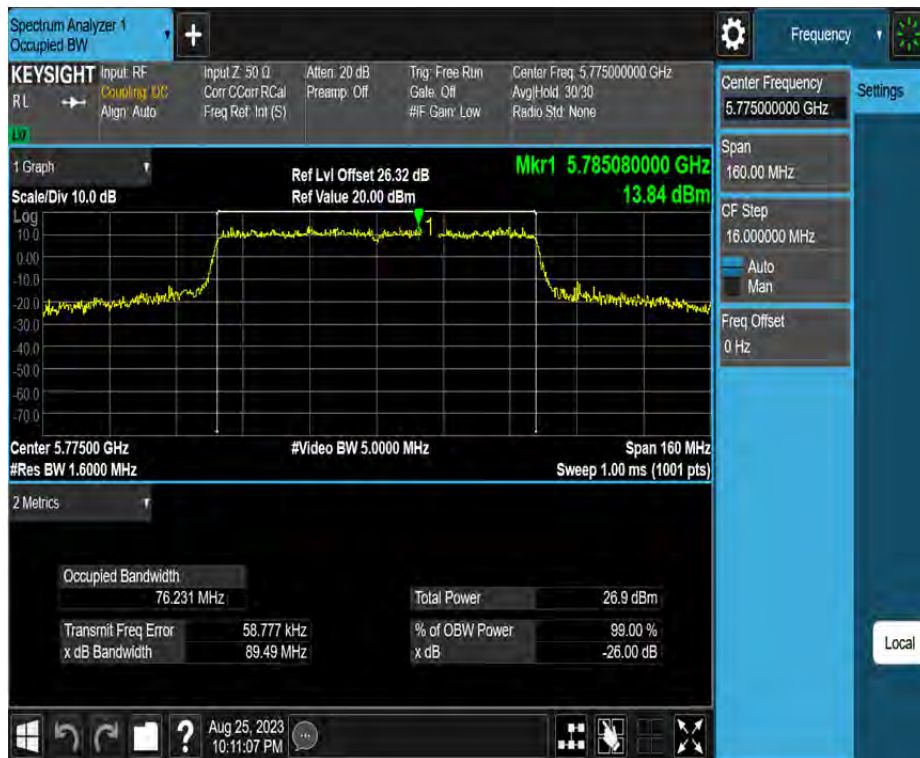 Spectrum Analyzer 1
Occupied BW
+
Frequency
KEYSIGHT
RL
Input: RF
Coupling: DC
Align: Auto
Input Z: 50 Ω
Corr CCorr RCal
Freq Ref: Int (S)
Atten: 20 dB
Preamp: Off
Trig: Free Run
Gate: Off
#IF Gain: Low
Center Freq: 5.775000000 GHz
Avg|Hold: 30/30
Radio Std: None
Center Frequency
5.775000000 GHz
Settings
Span
160.00 MHz
CF Step
16.000000 MHz
Auto
Man
Freq Offset
0 Hz
1 Graph
Scale/Div 10.0 dB
Ref Lvl Offset 26.32 dB
Ref Value 20.00 dBm
Mkr1 5.785080000 GHz
13.84 dBm
Log
10.0
0.00
-10.0
-20.0
-30.0
-40.0
-50.0
-60.0
-70.0
1
Center 5.77500 GHz
#Res BW 1.6000 MHz
#Video BW 5.0000 MHz
Span 160 MHz
Sweep 1.00 ms (1001 pts)
2 Metrics
Occupied Bandwidth
76.231 MHz
Total Power 26.9 dBm
Transmit Freq Error 58.777 kHz
% of OBW Power 99.00 %
x dB Bandwidth 89.49 MHz
x dB -26.00 dB
Local
?
Aug 25, 2023
10:11:07 PM